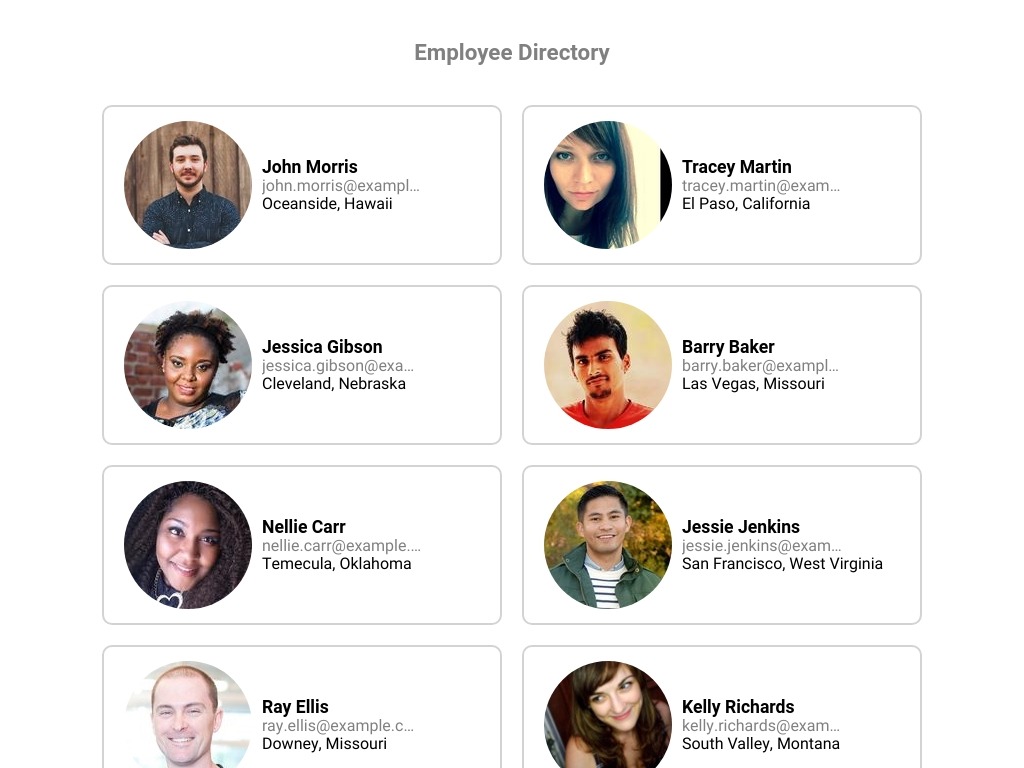 Employee Directory
John Morris
john.morris@exampl...
Oceanside, Hawaii
Tracey Martin
tracey.martin@exam...
El Paso, California
Jessica Gibson
jessica.gibson@exa...
Cleveland, Nebraska
Barry Baker
barry.baker@exampl...
Las Vegas, Missouri
Nellie Carr
nellie.carr@example....
Temecula, Oklahoma
Jessie Jenkins
jessie.jenkins@exam...
San Francisco, West Virginia
Ray Ellis
ray.ellis@example.c...
Downey, Missouri
Kelly Richards
kelly.richards@exam...
South Valley, Montana